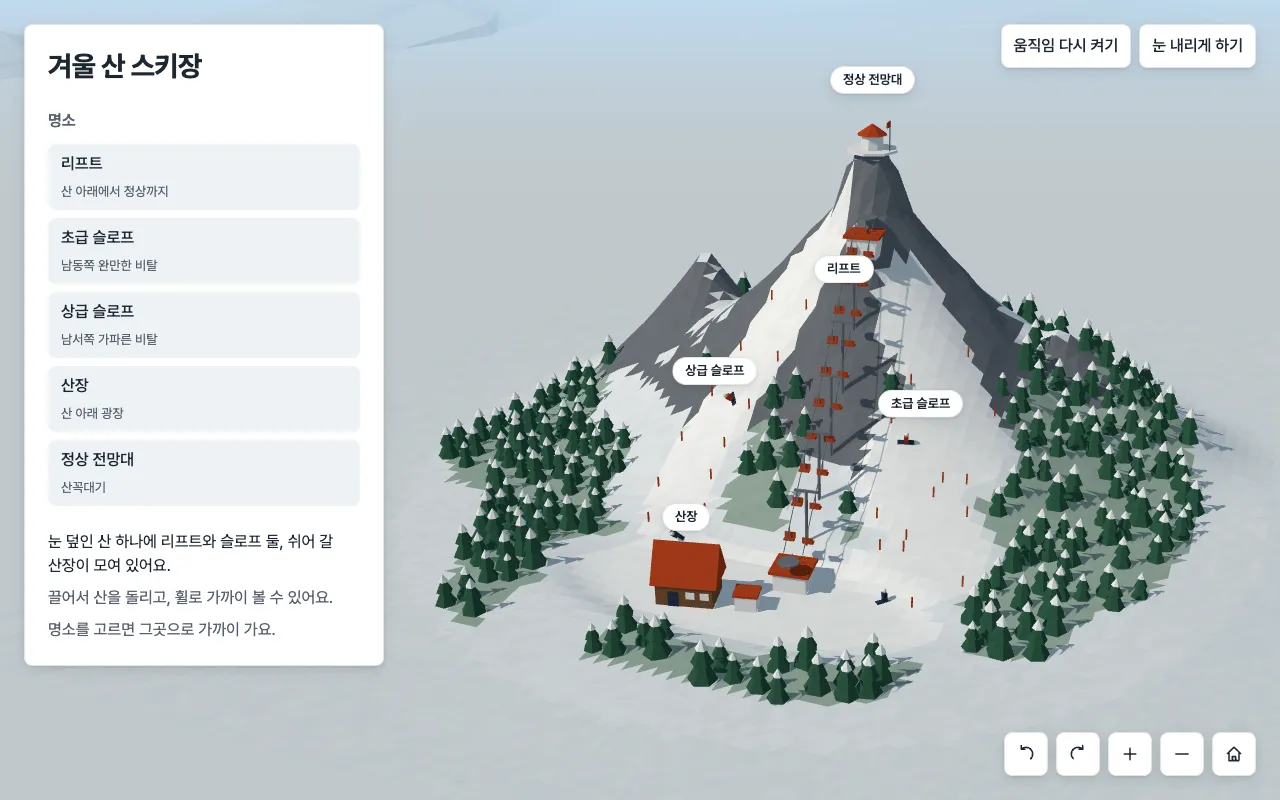 겨울 산 스키장
명소
리프트
산 아래에서 정상까지
초급 슬로프
남동쪽 완만한 비탈
상급 슬로프
남서쪽 가파른 비탈
산장
산 아래 광장
정상 전망대
산꼭대기
눈 덮인 산 하나에 리프트와 슬로프 둘, 쉬어 갈
산장이 모여 있어요.
끌어서 산을 돌리고, 휠로 가까이 볼 수 있어요.
명소를 고르면 그곳으로 가까이 가요.
움직임 다시 켜기
눈 내리게 하기
정상 전망대
리프트
상급 슬로프
초급 슬로프
산장